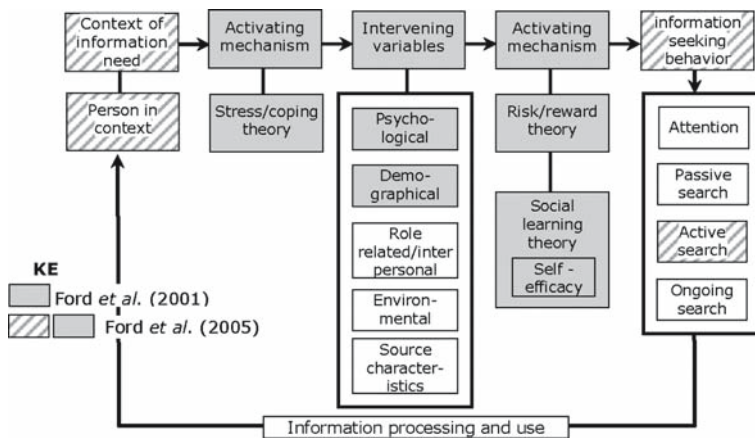 Context of
information
need
Activating
mechanism
Intervening
variables
Activating
mechanism
information
seeking
behavior
Person in
context
Stress/coping
theory
Psycho-
logical
Demo-
graphical
Role
related/inter
personal
Environ-
mental
Source
character-
istics
Risk/reward
theory
Social
learning
theory
Self -
efficacy
Attention
Passive
search
Active
search
Ongoing
search
KE
Ford et al. (2001)
Ford et al. (2005)
Information processing and use